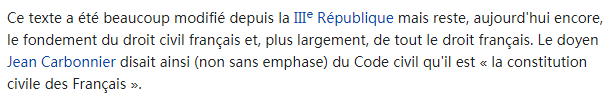 Ce texte a été beaucoup modifié depuis la IIIe République mais reste, aujourd'hui encore,
le fondement du droit civil français et, plus largement, de tout le droit français. Le doyen
Jean Carbonnier disait ainsi (non sans emphase) du Code civil qu'il est « la constitution
civile des Français ».